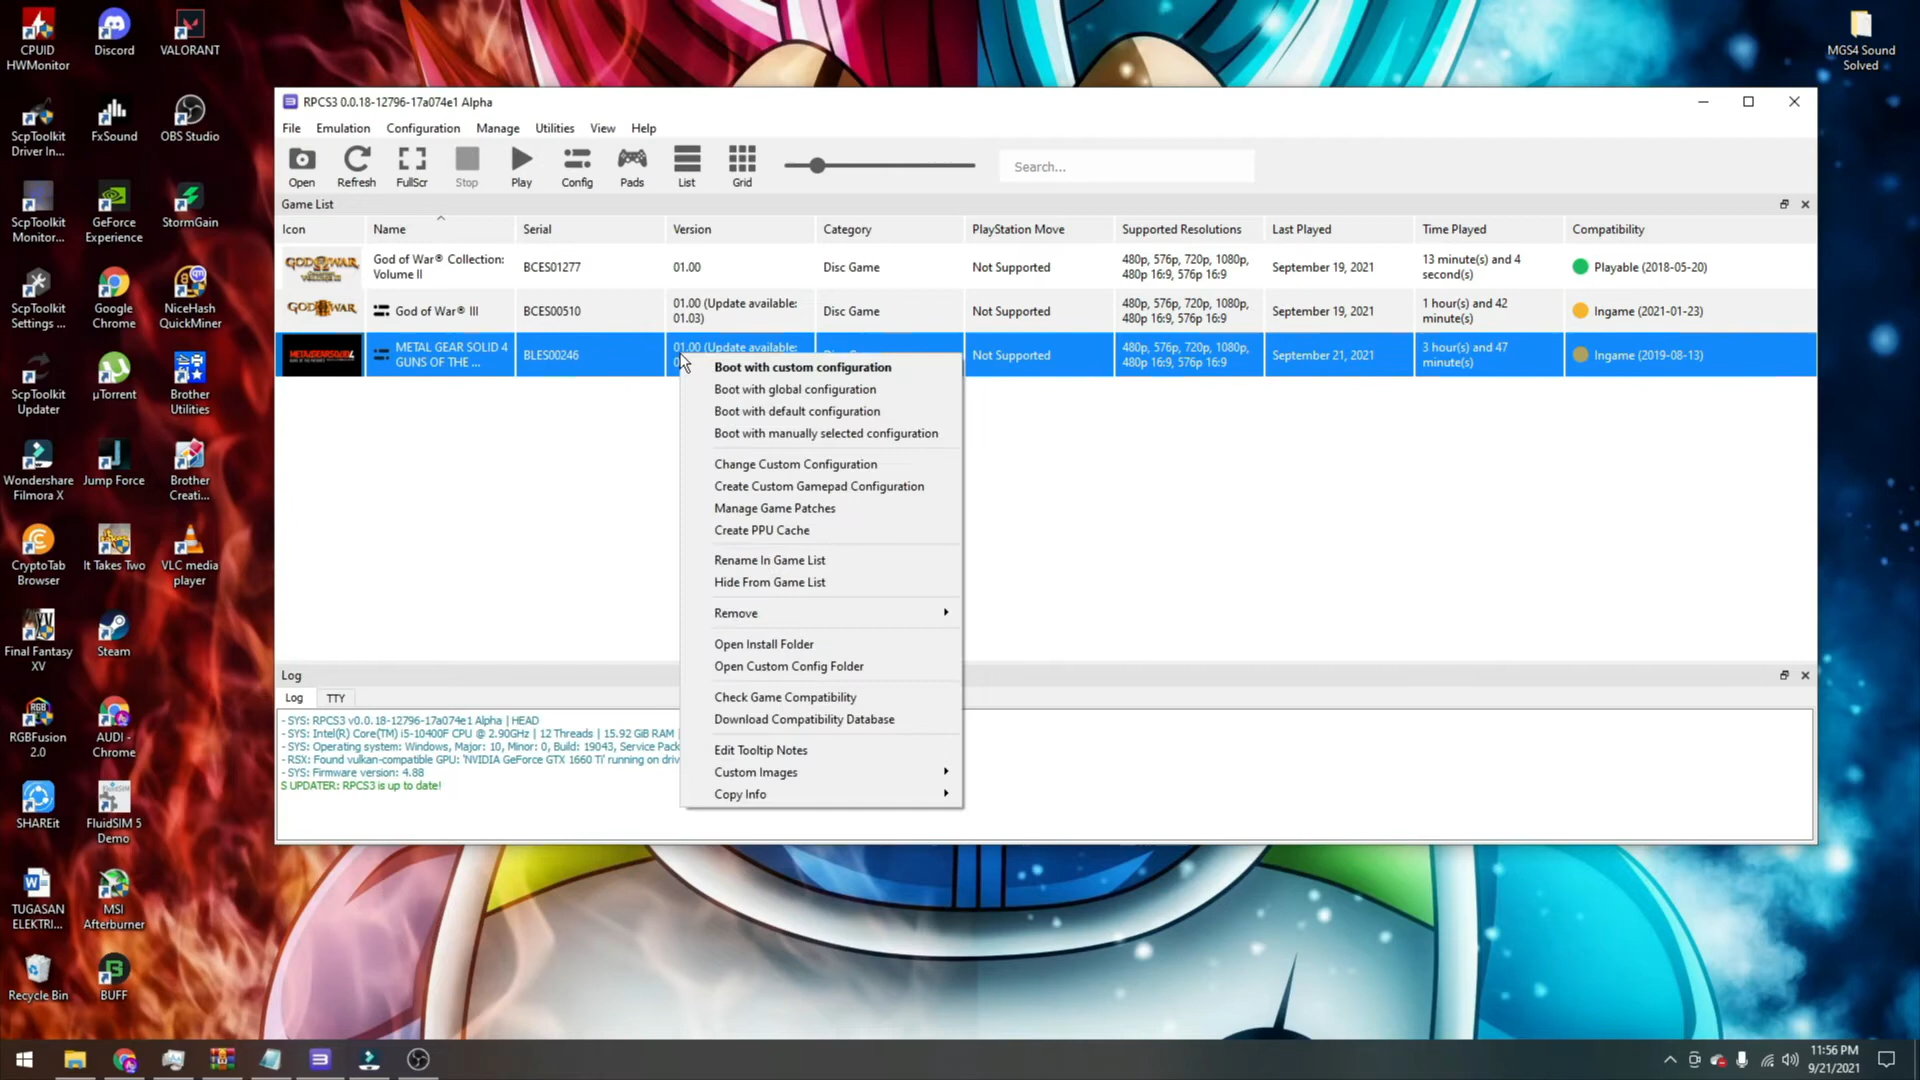 CPUID
HWMonitor
Discord
VALORANT
MGS4 Sound
Solved
ScpToolkit
Driver In...
FxSound
OBS Studio
ScpToolkit
Monitor...
GeForce
Experience
StormGain
ScpToolkit
Settings ...
Google
Chrome
NiceHash
QuickMiner
ScpToolkit
Updater
µTorrent
Brother
Utilities
Wondershare
Filmora X
Jump Force
Brother
Creati...
CryptoTab
Browser
It Takes Two
VLC media
player
Final Fantasy
XV
Steam
RGBFusion
2.0
AUDI -
Chrome
SHAREit
FluidSIM 5
Demo
TUGASAN
ELEKTRI...
MSI
Afterburner
Recycle Bin
BUFF
RPCS3 0.0.18-12796-17a074e1 Alpha
File Emulation Configuration Manage Utilities View Help
Open Refresh FullScr Stop Play Config Pads List Grid
Search...
Game List
Icon Name Serial Version Category PlayStation Move Supported Resolutions Last Played Time Played Compatibility
God of War® Collection:
Volume II
BCES01277 01.00 Disc Game Not Supported
480p, 576p, 720p, 1080p,
480p 16:9, 576p 16:9
September 19, 2021
13 minute(s) and 4
second(s)
Playable (2018-05-20)
God of War® III BCES00510
01.00 (Update available:
01.03)
Disc Game Not Supported
480p, 576p, 720p, 1080p,
480p 16:9, 576p 16:9
September 19, 2021
1 hour(s) and 42
minute(s)
Ingame (2021-01-23)
METAL GEAR SOLID 4
GUNS OF THE ...
BLES00246
01.00 (Update available:
Not Supported
480p, 576p, 720p, 1080p,
480p 16:9, 576p 16:9
September 21, 2021
3 hour(s) and 47
minute(s)
Ingame (2019-08-13)
Boot with custom configuration
Boot with global configuration
Boot with default configuration
Boot with manually selected configuration
Change Custom Configuration
Create Custom Gamepad Configuration
Manage Game Patches
Create PPU Cache
Rename In Game List
Hide From Game List
Remove
Open Install Folder
Open Custom Config Folder
Check Game Compatibility
Download Compatibility Database
Edit Tooltip Notes
Custom Images
Copy Info
Log
Log TTY
- SYS: RPCS3 v0.0.18-12796-17a074e1 Alpha | HEAD
- SYS: Intel(R) Core(TM) i5-10400F CPU @ 2.90GHz | 12 Threads | 15.92 GiB RAM |
- SYS: Operating system: Windows, Major: 10, Minor: 0, Build: 19043, Service Pack
- RSX: Found vulkan-compatible GPU: 'NVIDIA GeForce GTX 1660 Ti' running on driv
- SYS: Firmware version: 4.88
S UPDATER: RPCS3 is up to date!
11:56 PM
9/21/2021